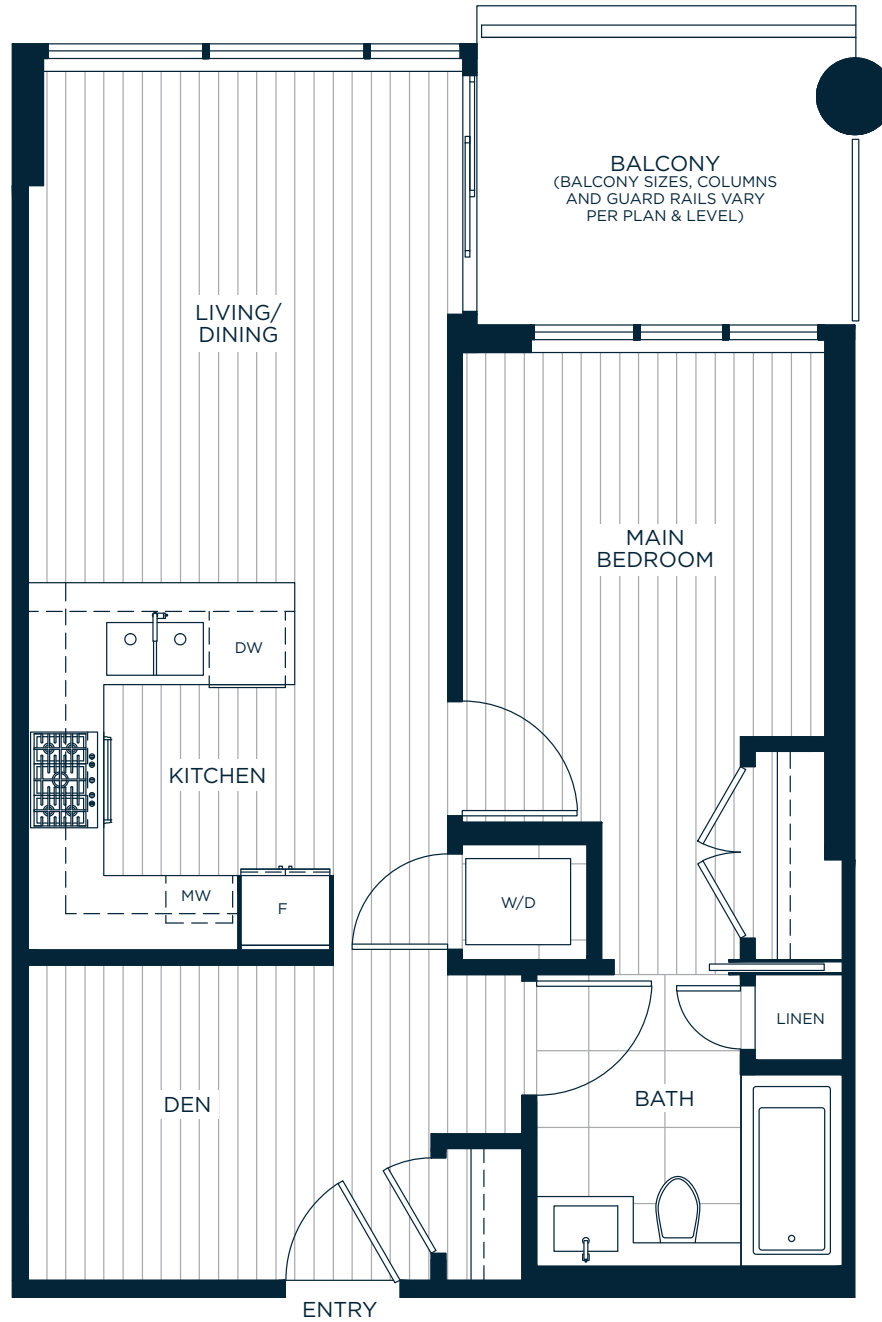 BALCONY
(BALCONY SIZES, COLUMNS
AND GUARD RAILS VARY
PER PLAN & LEVEL)
LIVING/
DINING
MAIN
BEDROOM
DW
KITCHEN
MW
F
W/D
LINEN
DEN
BATH
ENTRY